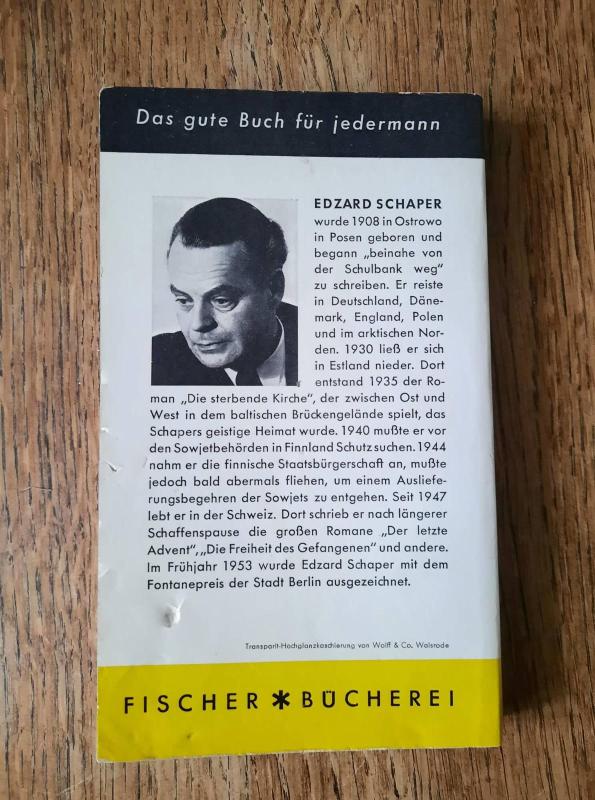 Das gute Buch für jedermann
EDZARD SCHAPER
wurde 1908 in Ostrowo
in Posen geboren und
begann „beinahe von
der Schulbank weg“
zu schreiben. Er reiste
in Deutschland, Däne-
mark, England, Polen
und im arktischen Nor-
den. 1930 ließ er sich
in Estland nieder. Dort
entstand 1935 der Ro-
man „Die sterbende Kirche“, der zwischen Ost und
West in dem baltischen Brückengelände spielt, das
Schapers geistige Heimat wurde. 1940 mußte er vor
den Sowjetbehörden in Finnland Schutz suchen. 1944
nahm er die finnische Staatsbürgerschaft an, mußte
jedoch bald abermals fliehen, um einem Ausliefe-
rungsbegehren der Sowjets zu entgehen. Seit 1947
lebt er in der Schweiz. Dort schrieb er nach längerer
Schaffenspause die großen Romane „Der letzte
Advent“, „Die Freiheit des Gefangenen“ und andere.
Im Frühjahr 1953 wurde Edzard Schaper mit dem
Fontanepreis der Stadt Berlin ausgezeichnet.
Transparit-Hochglanzkaschierung von Wolff & Co. Walsrode
FISCHER * BÜCHEREI